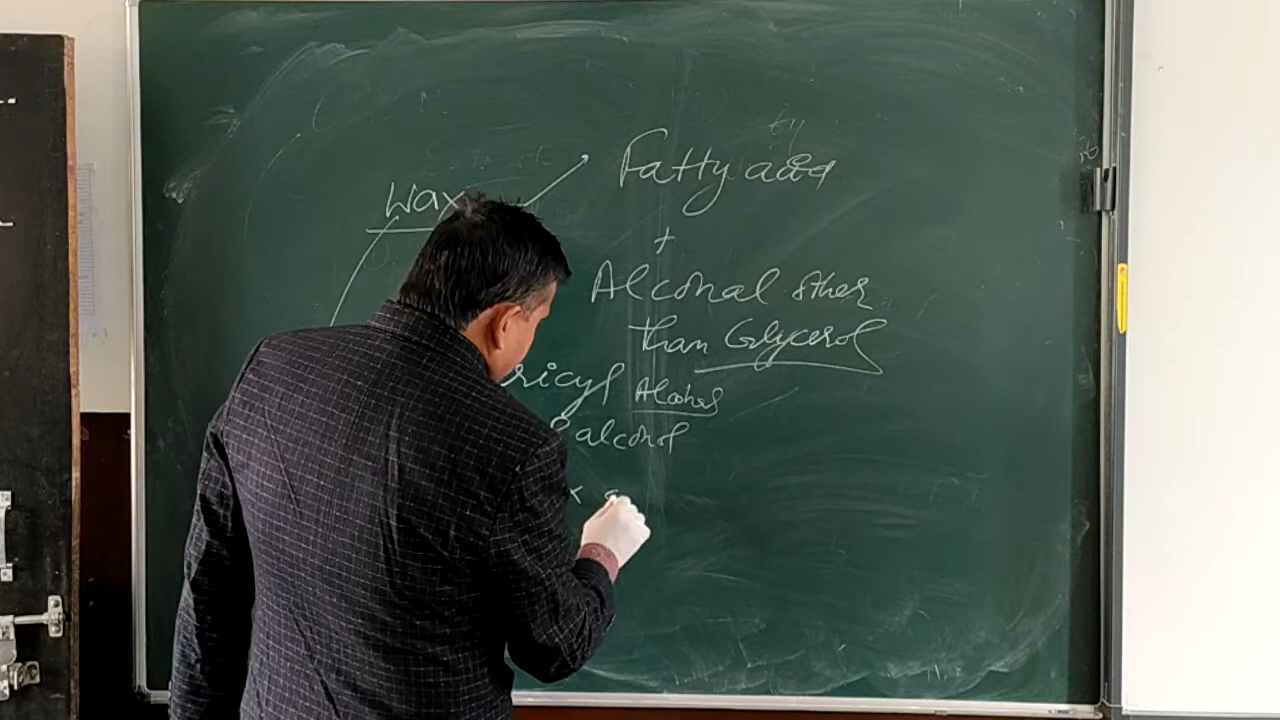 Wax
Fatty acid
+
Alcohal other
than Glycerol
ricyl Alcohol
alcohol